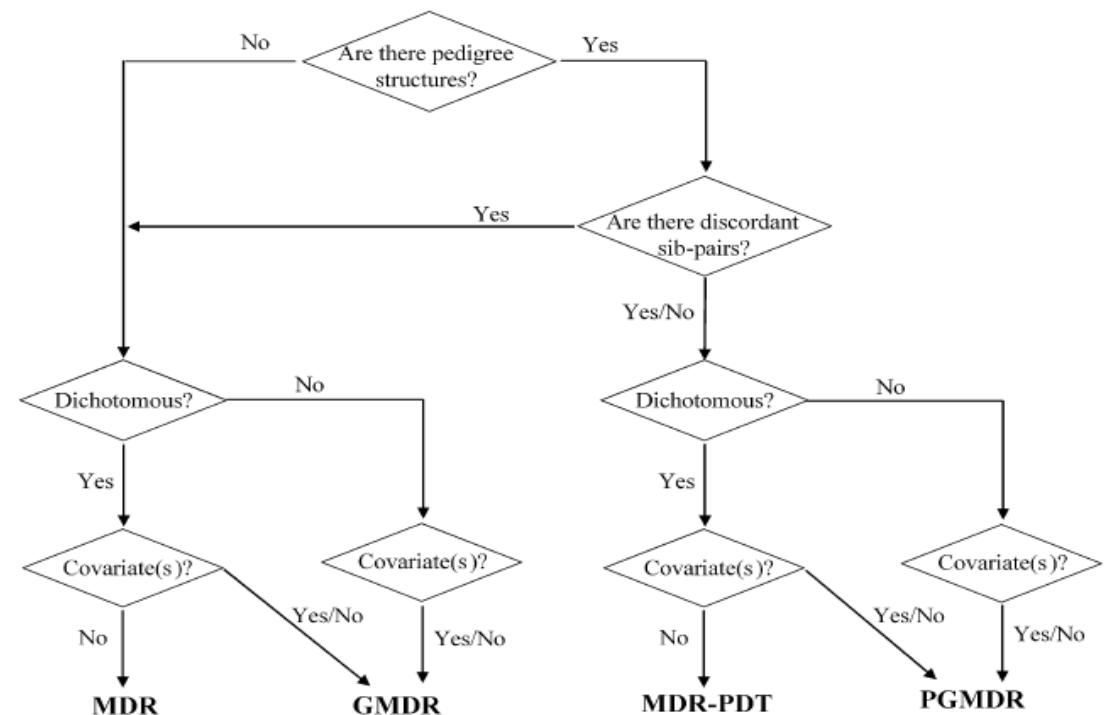 No
Are there pedigree
structures?
Yes
Yes
Are there discordant
sib-pairs?
Yes/No
Dichotomous?
No
Dichotomous?
No
Yes
Yes
Covariate(s)?
Covariate(s)?
Covariate(s)?
Covariate(s)?
No
Yes/No
Yes/No
No
Yes/No
Yes/No
MDR
GMDR
MDR-PDT
PGMDR